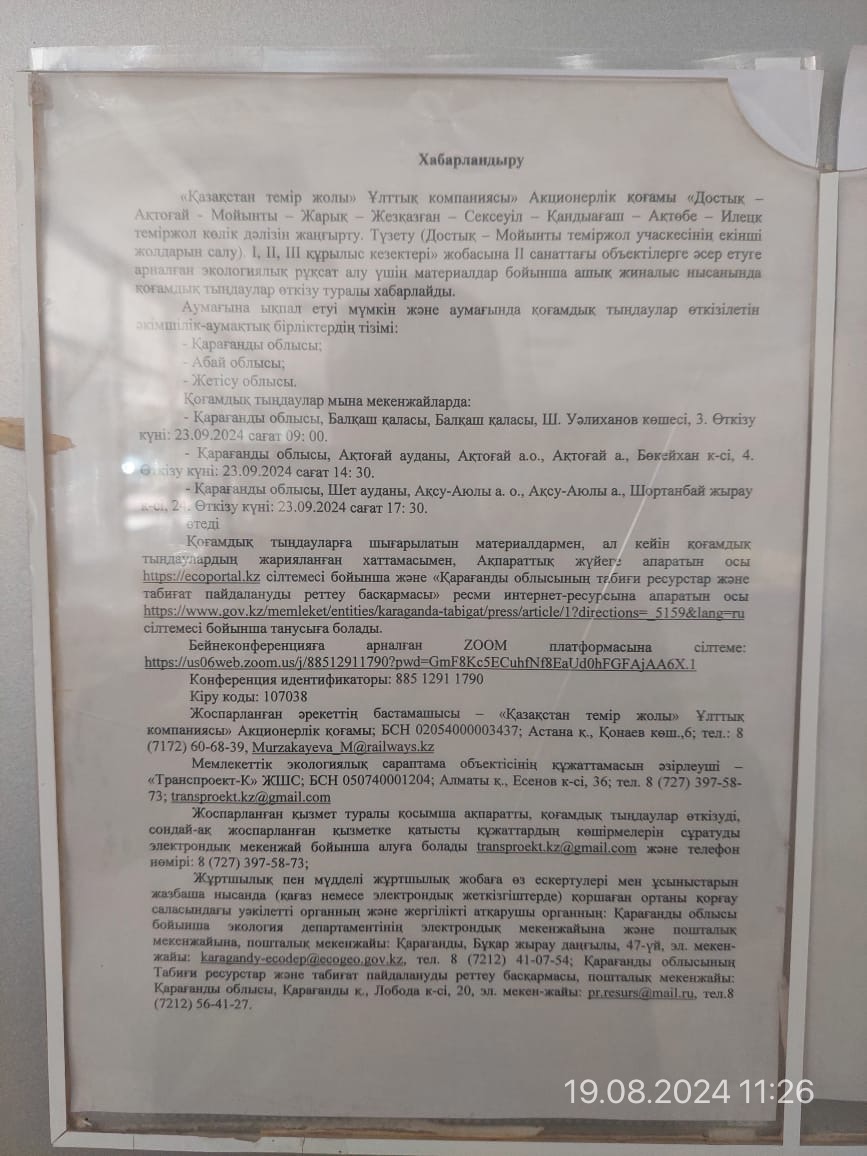 Хабарландыру
«Қазақстан темір жолы» Ұлттық компаниясы» Акционерлік қоғамы «Достық –
Ақтоғай - Мойынты – Жарық – Жезқазған – Сексеуіл – Қандыағаш – Ақтөбе – Илецк
теміржол көлік дәлізін жаңғырту. Түзету (Достық – Мойынты теміржол учаскесінің екінші
жолдарын салу). I, II, III құрылыс кезектері» жобасына II санаттағы объектілерге әсер етуге
арналған экологиялық рұқсат алу үшін материалдар бойынша ашық жиналыс нысанында
қоғамдық тыңдаулар өткізу туралы хабарлайды.
Аумағына ықпал етуі мүмкін және аумағында қоғамдық тыңдаулар өткізілетін
әкімшілік-аумақтық бірліктердің тізімі:
- Қарағанды облысы;
- Абай облысы;
- Жетісу облысы.
Қоғамдық тыңдаулар мына мекенжайларда:
- Қарағанды облысы, Балқаш қаласы, Балқаш қаласы, Ш. Уәлиханов көшесі, 3. Өткізу
күні: 23.09.2024 сағат 09: 00.
- Қарағанды облысы, Ақтоғай ауданы, Ақтоғай а.о., Ақтоғай а., Бөкейхан к-сі, 4.
Өткізу күні: 23.09.2024 сағат 14: 30.
- Қарағанды облысы, Шет ауданы, Ақсу-Аюлы а. о., Ақсу-Аюлы а., Шортанбай жырау
к-сі, 24. Өткізу күні: 23.09.2024 сағат 17: 30.
өтеді
Қоғамдық тыңдауларға шығарылатын материалдармен, ал кейін қоғамдық
тыңдаулардың жарияланған хаттамасымен, Ақпараттық жүйеге апаратын осы
https://ecoportal.kz сілтемесі бойынша және «Қарағанды облысының табиғи ресурстар және
табиғат пайдалануды реттеу басқармасы» ресми интернет-ресурсына апаратын осы
https://www.gov.kz/memleket/entities/karaganda-tabigat/press/article/1?directions=_5159&lang=ru
сілтемесі бойынша танусыға болады.
Бейнеконференцияға арналған ZOOM платформасына сілтеме:
https://us06web.zoom.us/j/88512911790?pwd=GmF8Kc5ECuhfNf8EaUd0hFGFAjAA6X.1
Конференция идентификаторы: 885 1291 1790
Кіру коды: 107038
Жоспарланған әрекеттің бастамашысы – «Қазақстан темір жолы» Ұлттық
компаниясы» Акционерлік қоғамы; БСН 02054000003437; Астана қ., Қонаев көш.,6; тел.: 8
(7172) 60-68-39, Murzakayeva_M@railways.kz
Мемлекеттік экологиялық сараптама объектісінің құжаттамасын әзірлеуші –
«Транспроект-К» ЖШС; БСН 050740001204; Алматы қ., Есенов к-сі, 36; тел. 8 (727) 397-58-
73; transproekt.kz@gmail.com
Жоспарланған қызмет туралы қосымша ақпаратты, қоғамдық тыңдаулар өткізуді,
сондай-ақ жоспарланған қызметке қатысты құжаттардың көшірмелерін сұратуды
электрондық мекенжай бойынша алуға болады transproekt.kz@gmail.com және телефон
нөмірі: 8 (727) 397-58-73;
Жұртшылық пен мүдделі жұртшылық жобаға өз ескертулері мен ұсыныстарын
жазбаша нысанда (қағаз немесе электрондық жеткізгіштерде) қоршаған ортаны қорғау
саласындағы уәкілетті органның және жергілікті атқарушы органның: Қарағанды облысы
бойынша экология департаментінің электрондық мекенжайына және пошталық
мекенжайына, пошталық мекенжайы: Қарағанды, Бұқар жырау даңғылы, 47-үй, эл. мекен-
жайы: karagandy-ecodep@ecogeo.gov.kz, тел. 8 (7212) 41-07-54; Қарағанды облысының
Табиғи ресурстар және табиғат пайдалануды реттеу басқармасы, пошталық мекенжайы:
Қарағанды облысы, Қарағанды қ., Лобода к-сі, 20, эл. мекен-жайы: pr.resurs@mail.ru, тел.8
(7212) 56-41-27.
19.08.2024 11:26